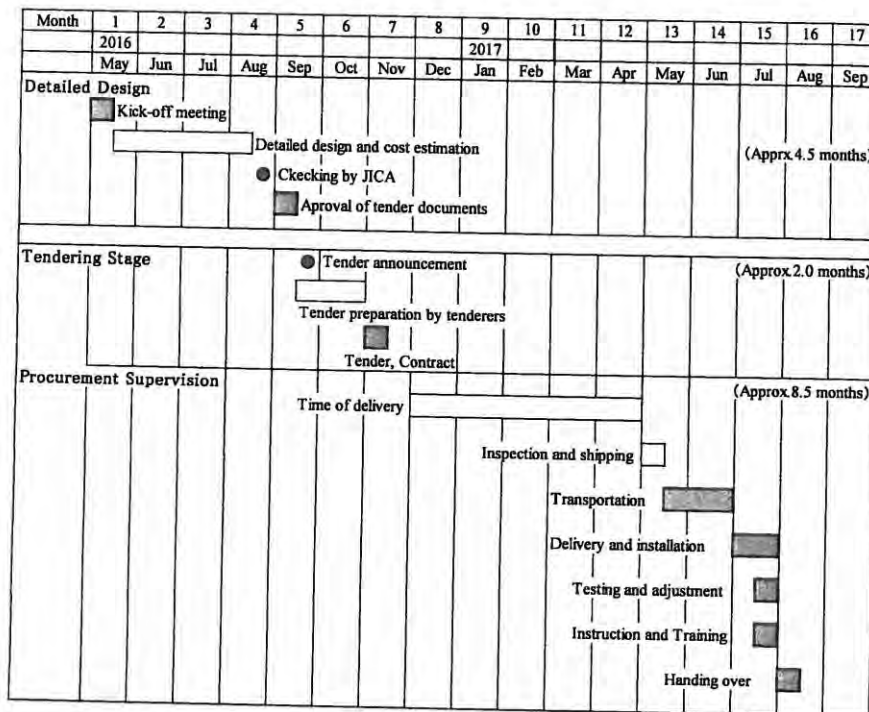 Month 1 2 3 4 5 6 7 8 9 10 11 12 13 14 15 16 17
2016 2017
May Jun Jul Aug Sep Oct Nov Dec Jan Feb Mar Apr May Jun Jul Aug Sep
Detailed Design
Kick-off meeting
Detailed design and cost estimation
(Apprx.4.5 months)
Ckecking by JICA
Aproval of tender documents
Tendering Stage
Tender announcement
(Approx.2.0 months)
Tender preparation by tenderers
Tender, Contract
Procurement Supervision
(Approx.8.5 months)
Time of delivery
Inspection and shipping
Transportation
Delivery and installation
Testing and adjustment
Instruction and Training
Handing over